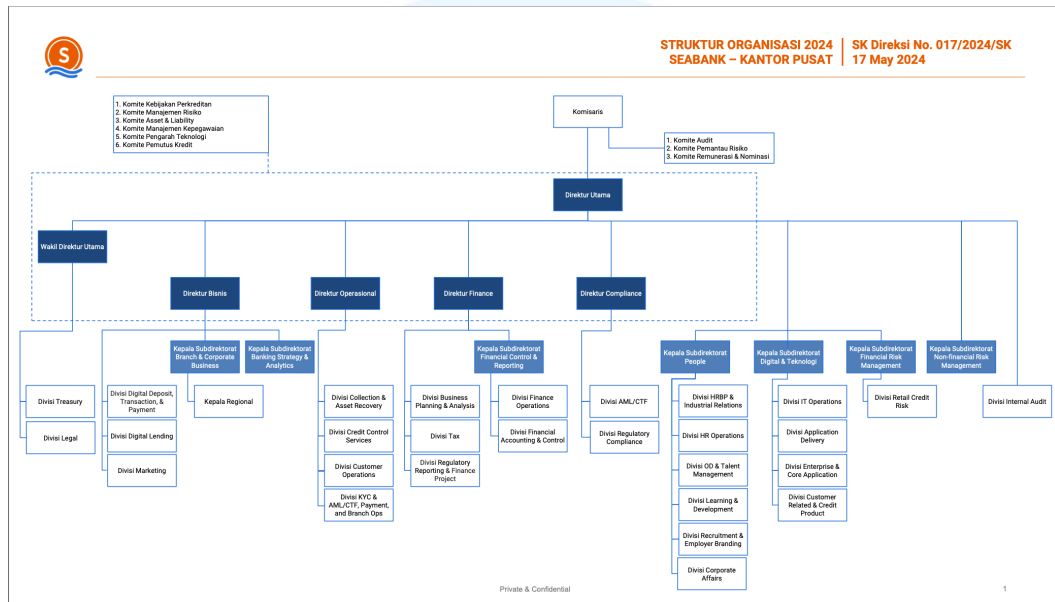 S
STRUKTUR ORGANISASI 2024
SEABANK – KANTOR PUSAT
SK Direksi No. 017/2024/SK
17 May 2024
1. Komite Kebijakan Perkreditan
2. Komite Manajemen Risiko
3. Komite Asset & Liability
4. Komite Manajemen Kepegawaian
5. Komite Pengarah Teknologi
6. Komite Pemutus Kredit
Komisaris
1. Komite Audit
2. Komite Pemantau Risiko
3. Komite Remunerasi & Nominasi
Direktur Utama
Wakil Direktur Utama
Direktur Bisnis
Direktur Operasional
Direktur Finance
Direktur Compliance
Kepala Subdirektorat
Branch & Corporate
Business
Kepala Subdirektorat
Banking Strategy &
Analytics
Kepala Subdirektorat
Financial Control &
Reporting
Kepala Subdirektorat
People
Kepala Subdirektorat
Digital & Teknologi
Kepala Subdirektorat
Financial Risk
Management
Kepala Subdirektorat
Non-financial Risk
Management
Divisi Treasury
Divisi Legal
Divisi Digital Deposit,
Transaction, &
Payment
Divisi Digital Lending
Divisi Marketing
Kepala Regional
Divisi Collection &
Asset Recovery
Divisi Credit Control
Services
Divisi Customer
Operations
Divisi KYC &
AML/CTF, Payment,
and Branch Ops
Divisi Business
Planning & Analysis
Divisi Tax
Divisi Regulatory
Reporting & Finance
Project
Divisi Finance
Operations
Divisi Financial
Accounting & Control
Divisi AML/CTF
Divisi Regulatory
Compliance
Divisi HRBP &
Industrial Relations
Divisi HR Operations
Divisi OD & Talent
Management
Divisi Learning &
Development
Divisi Recruitment &
Employer Branding
Divisi Corporate
Affairs
Divisi IT Operations
Divisi Application
Delivery
Divisi Enterprise &
Core Application
Divisi Customer
Related & Credit
Product
Divisi Retail Credit
Risk
Divisi Internal Audit
Private & Confidential
1